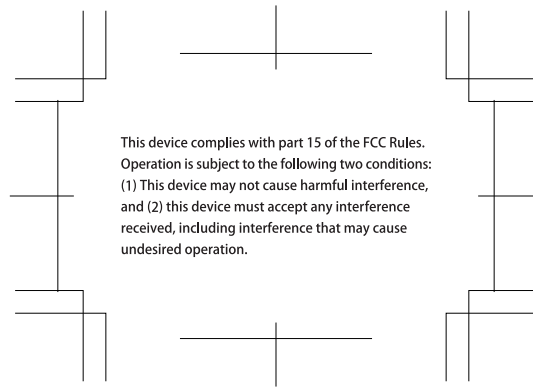 This device complies with part 15 of the FCC Rules.
Operation is subject to the following two conditions:
(1) This device may not cause harmful interference,
and (2) this device must accept any interference
received, including interference that may cause
undesired operation.